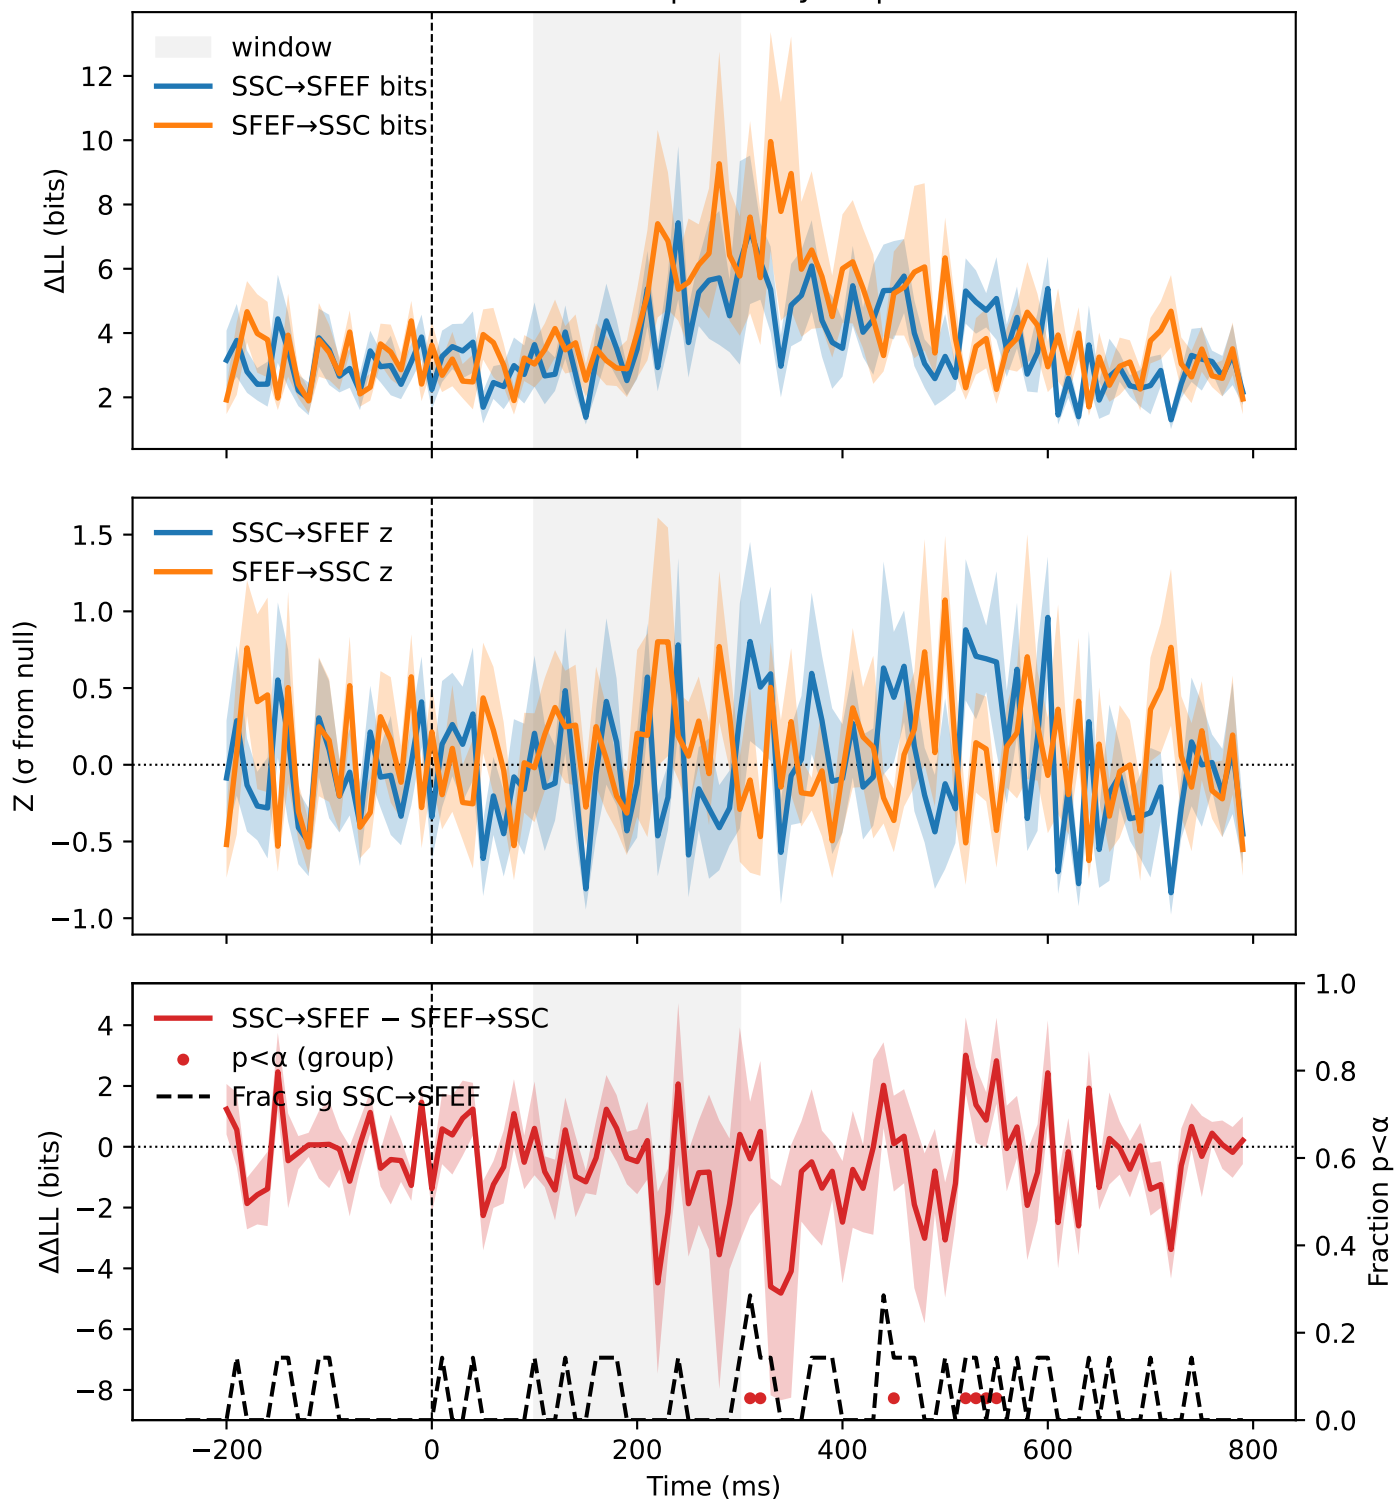 window
SSC→SFEF bits
SFEF→SSC bits
ΔLL (bits)
12
10
8
6
4
2
SSC→SFEF z
SFEF→SSC z
Z (σ from null)
1.5
1.0
0.5
0.0
−0.5
−1.0
SSC→SFEF − SFEF→SSC
p<α (group)
Frac sig SSC→SFEF
ΔΔLL (bits)
4
2
0
−2
−4
−6
−8
1.0
0.8
0.6
0.4
0.2
0.0
Fraction p<α
−200
0
200
400
600
800
Time (ms)